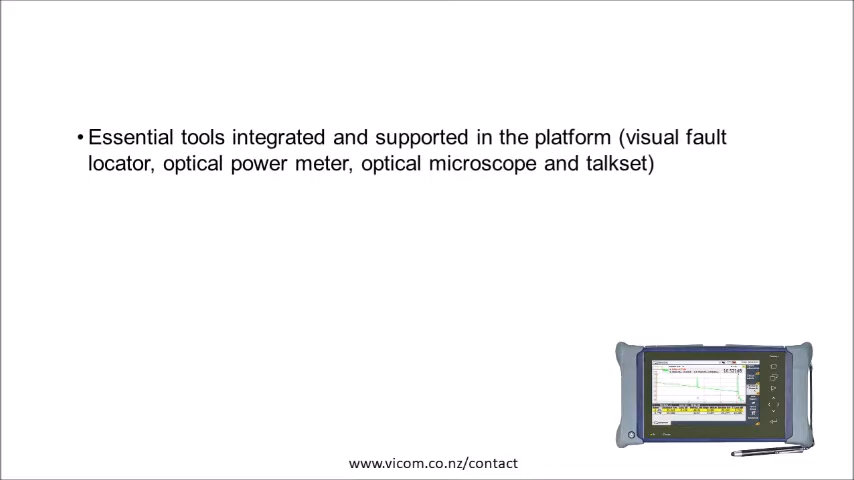 • Essential tools integrated and supported in the platform (visual fault
locator, optical power meter, optical microscope and talkset)
www.vicom.co.nz/contact